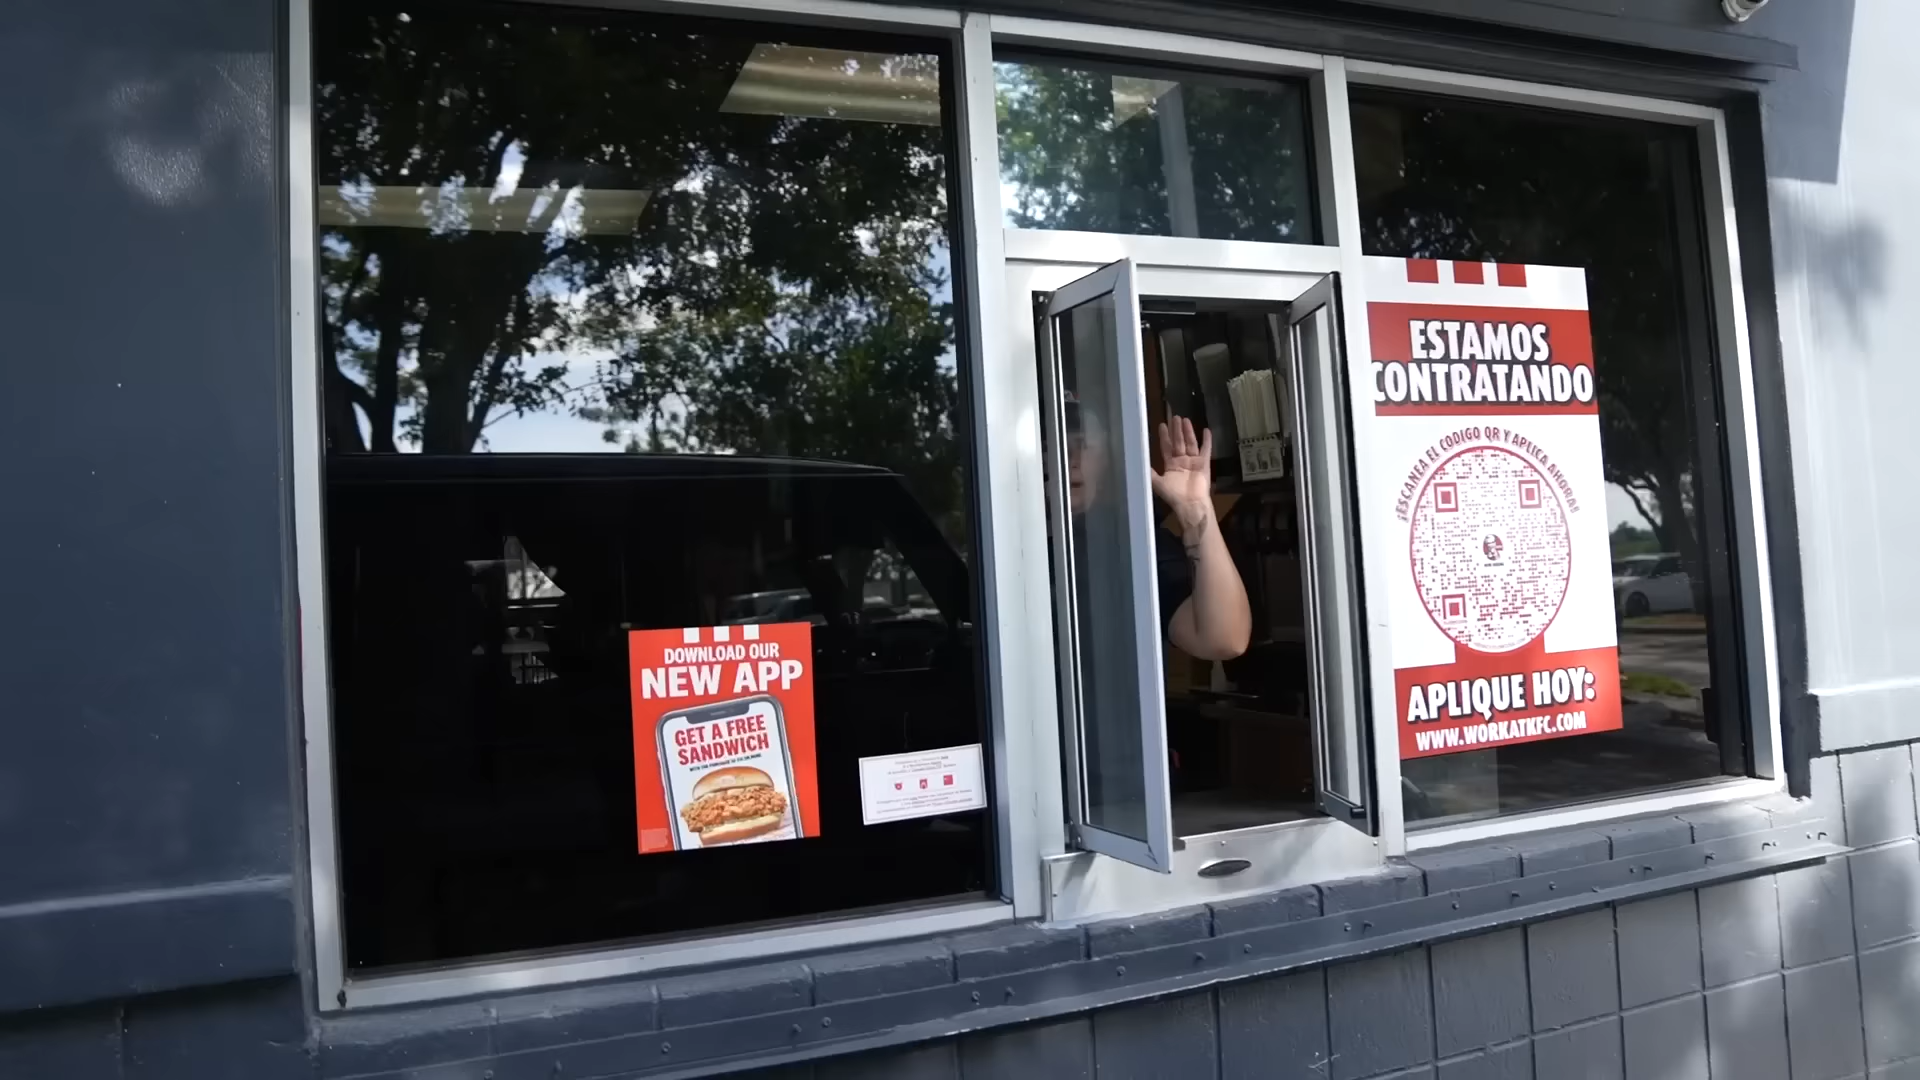 DOWNLOAD OUR
NEW APP
GET A FREE
SANDWICH
ESTAMOS
CONTRATANDO
¡ESCANEA EL CODIGO QR Y APLICA AHORA!
APLIQUE HOY:
WWW.WORKATKFC.COM